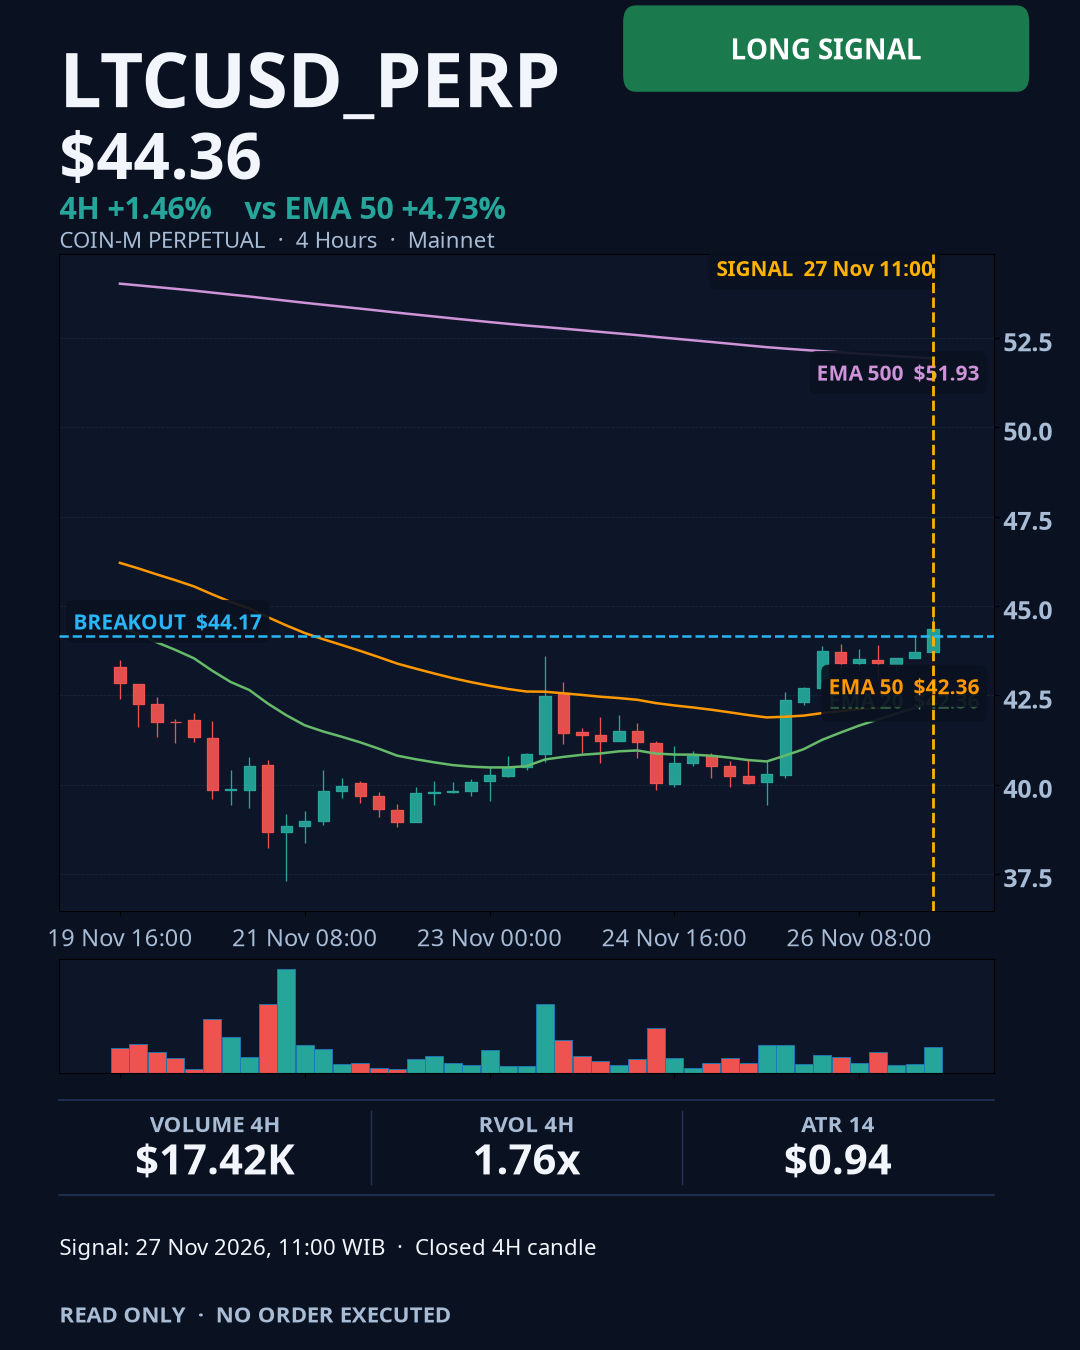 LONG SIGNAL
LTCUSD_PERP
$44.36
4H +1.46% vs EMA 50 +4.73%
COIN-M PERPETUAL · 4 Hours · Mainnet
SIGNAL 27 Nov 11:00
52.5
EMA 500 $51.93
50.0
47.5
45.0
BREAKOUT $44.17
EMA 50 $42.36
42.5
40.0
37.5
19 Nov 16:00 21 Nov 08:00 23 Nov 00:00 24 Nov 16:00 26 Nov 08:00
VOLUME 4H RVOL 4H ATR 14
$17.42K 1.76x $0.94
Signal: 27 Nov 2026, 11:00 WIB · Closed 4H candle
READ ONLY · NO ORDER EXECUTED